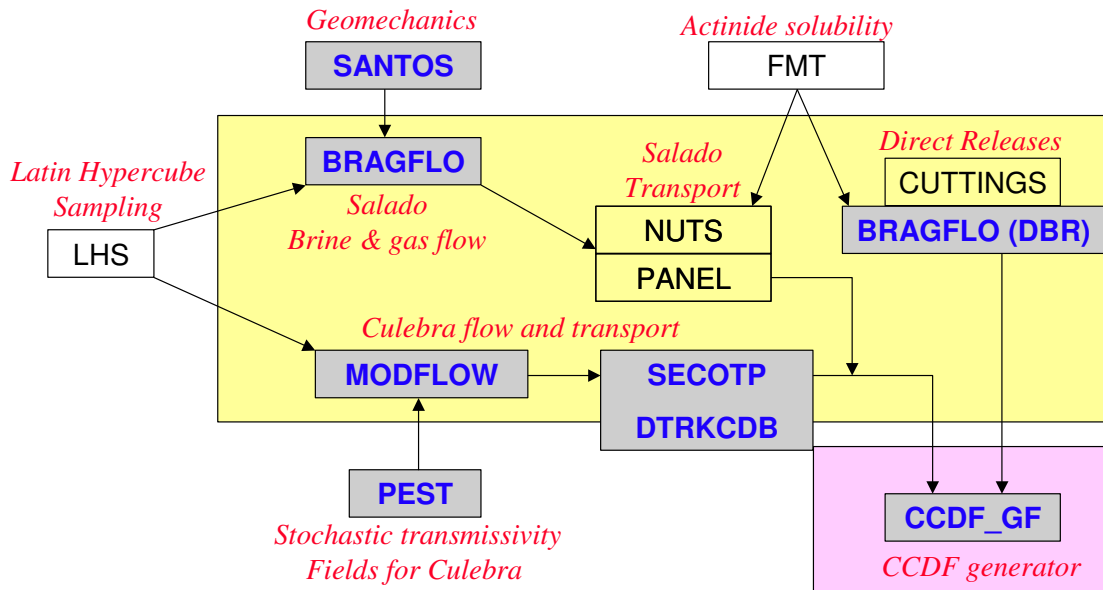 Geomechanics
SANTOS
Actinide solubility
FMT
Latin Hypercube
Sampling
LHS
BRAGFLO
Salado
Brine & gas flow
Salado
Transport
NUTS
PANEL
Direct Releases
CUTTINGS
BRAGFLO (DBR)
Culebra flow and transport
MODFLOW
SECOTP
DTRKCDB
PEST
Stochastic transmissivity
Fields for Culebra
CCDF_GF
CCDF generator